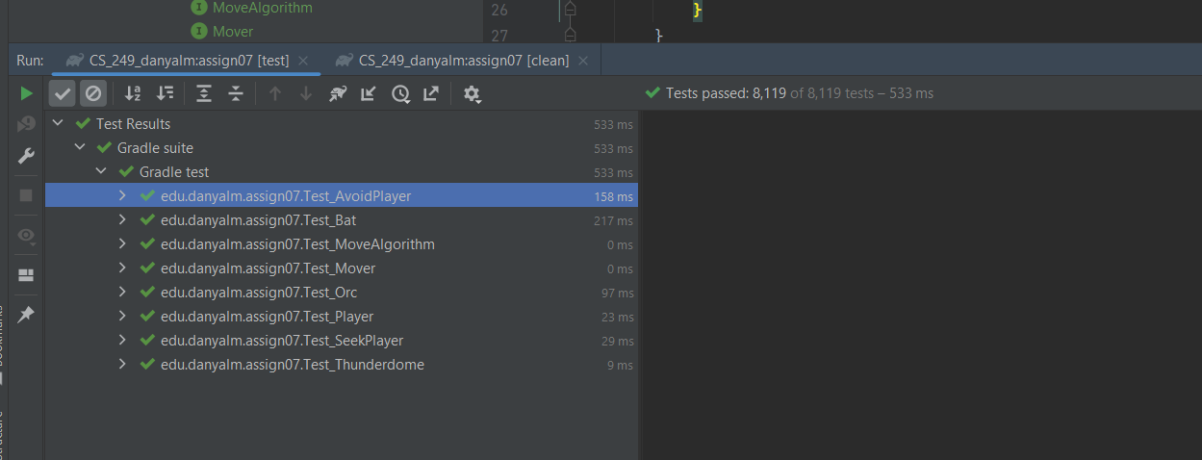 MoveAlgorithm
Mover
26 }
27 }
Run: CS_249_danyalm:assign07 [test] × CS_249_danyalm:assign07 [clean] ×
Tests passed: 8,119 of 8,119 tests – 533 ms
Test Results 533 ms
Gradle suite 533 ms
Gradle test 533 ms
edu.danyalm.assign07.Test_AvoidPlayer 158 ms
edu.danyalm.assign07.Test_Bat 217 ms
edu.danyalm.assign07.Test_MoveAlgorithm 0 ms
edu.danyalm.assign07.Test_Mover 0 ms
edu.danyalm.assign07.Test_Orc 97 ms
edu.danyalm.assign07.Test_Player 23 ms
edu.danyalm.assign07.Test_SeekPlayer 29 ms
edu.danyalm.assign07.Test_Thunderdome 9 ms